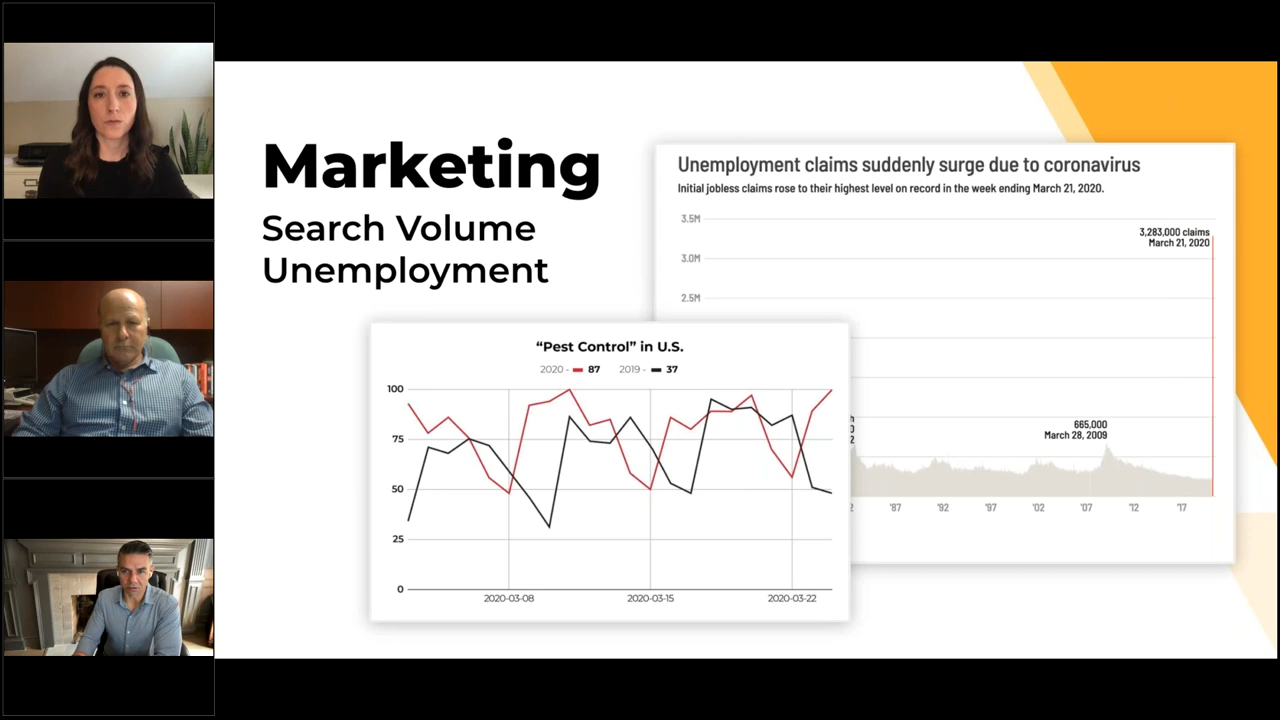 Marketing
Search Volume
Unemployment
Unemployment claims suddenly surge due to coronavirus
Initial jobless claims rose to their highest level on record in the week ending March 21, 2020.
3.5M
3,283,000 claims
March 21, 2020
3.0M
2.5M
h
0
2
665,000
March 28, 2009
2
'87
'92
'97
'02
'07
'12
'17
“Pest Control” in U.S.
2020 - 87 2019 - 37
100
75
50
25
0
2020-03-08
2020-03-15
2020-03-22